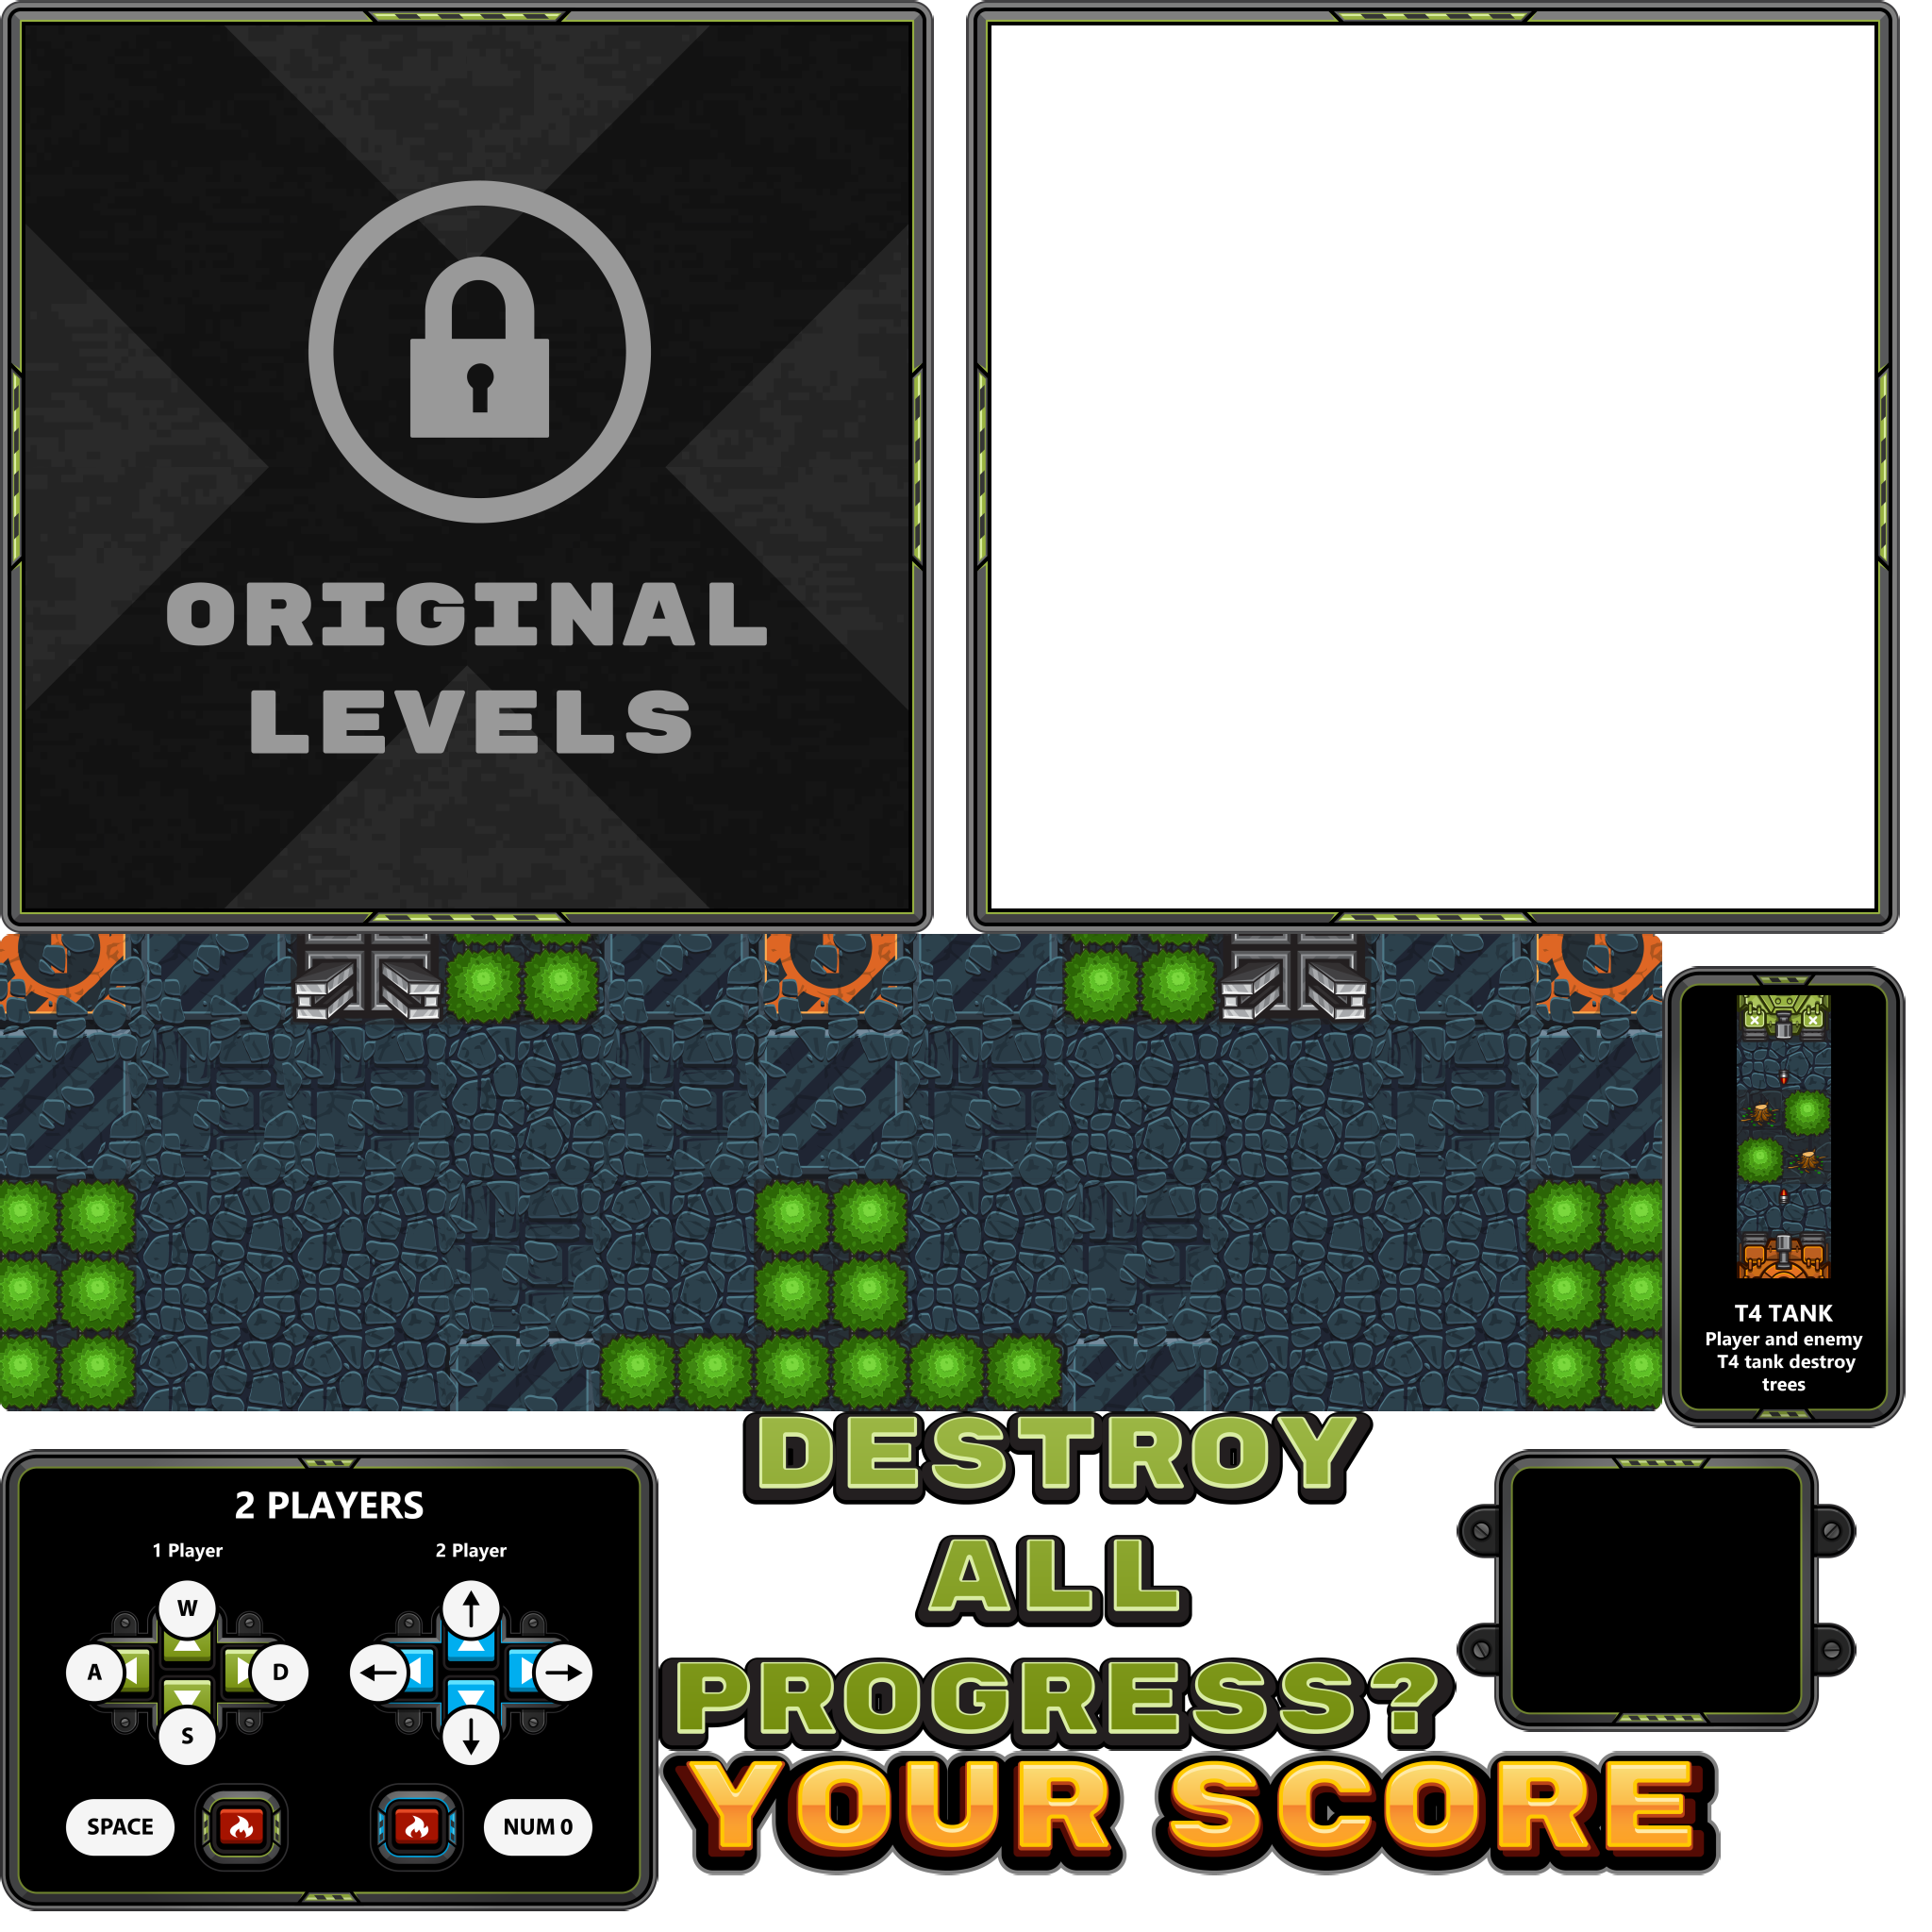 ORIGINAL
LEVELS
T4 TANK
Player and enemy
T4 tank destroy
trees
DESTROY
ALL
PROGRESS?
YOUR SCORE
2 PLAYERS
1 Player
2 Player
W
A
D
S
SPACE
NUM 0